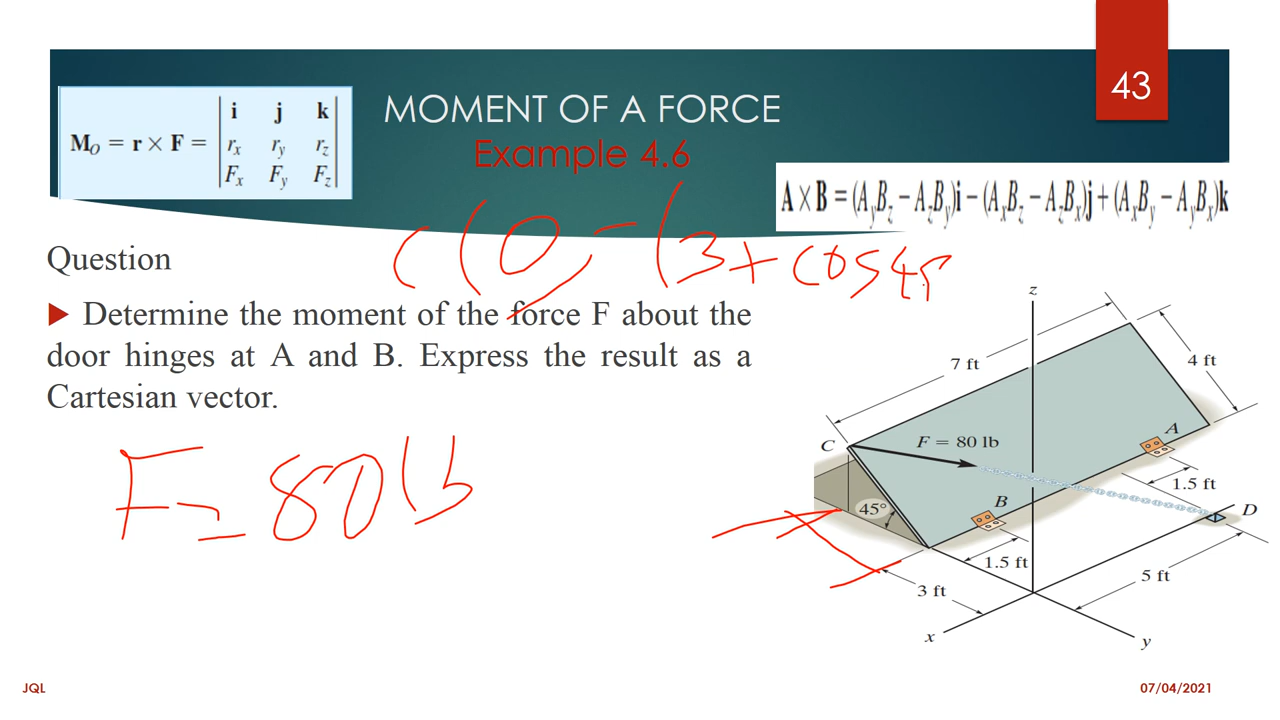 43
MOMENT OF A FORCE
Example 4.6
M_O = r × F = | i j k |
| r_x r_y r_z |
| F_x F_y F_z |
A × B = (A_yB_z − A_zB_y)i − (A_xB_z − A_zB_x)j + (A_xB_y − A_yB_x)k
C (0, -(3+cos45
Question
Determine the moment of the force F about the
door hinges at A and B. Express the result as a
Cartesian vector.
F=80lb
z
7 ft
4 ft
C
F = 80 lb
A
1.5 ft
B
45°
D
1.5 ft
5 ft
3 ft
x
y
JQL
07/04/2021